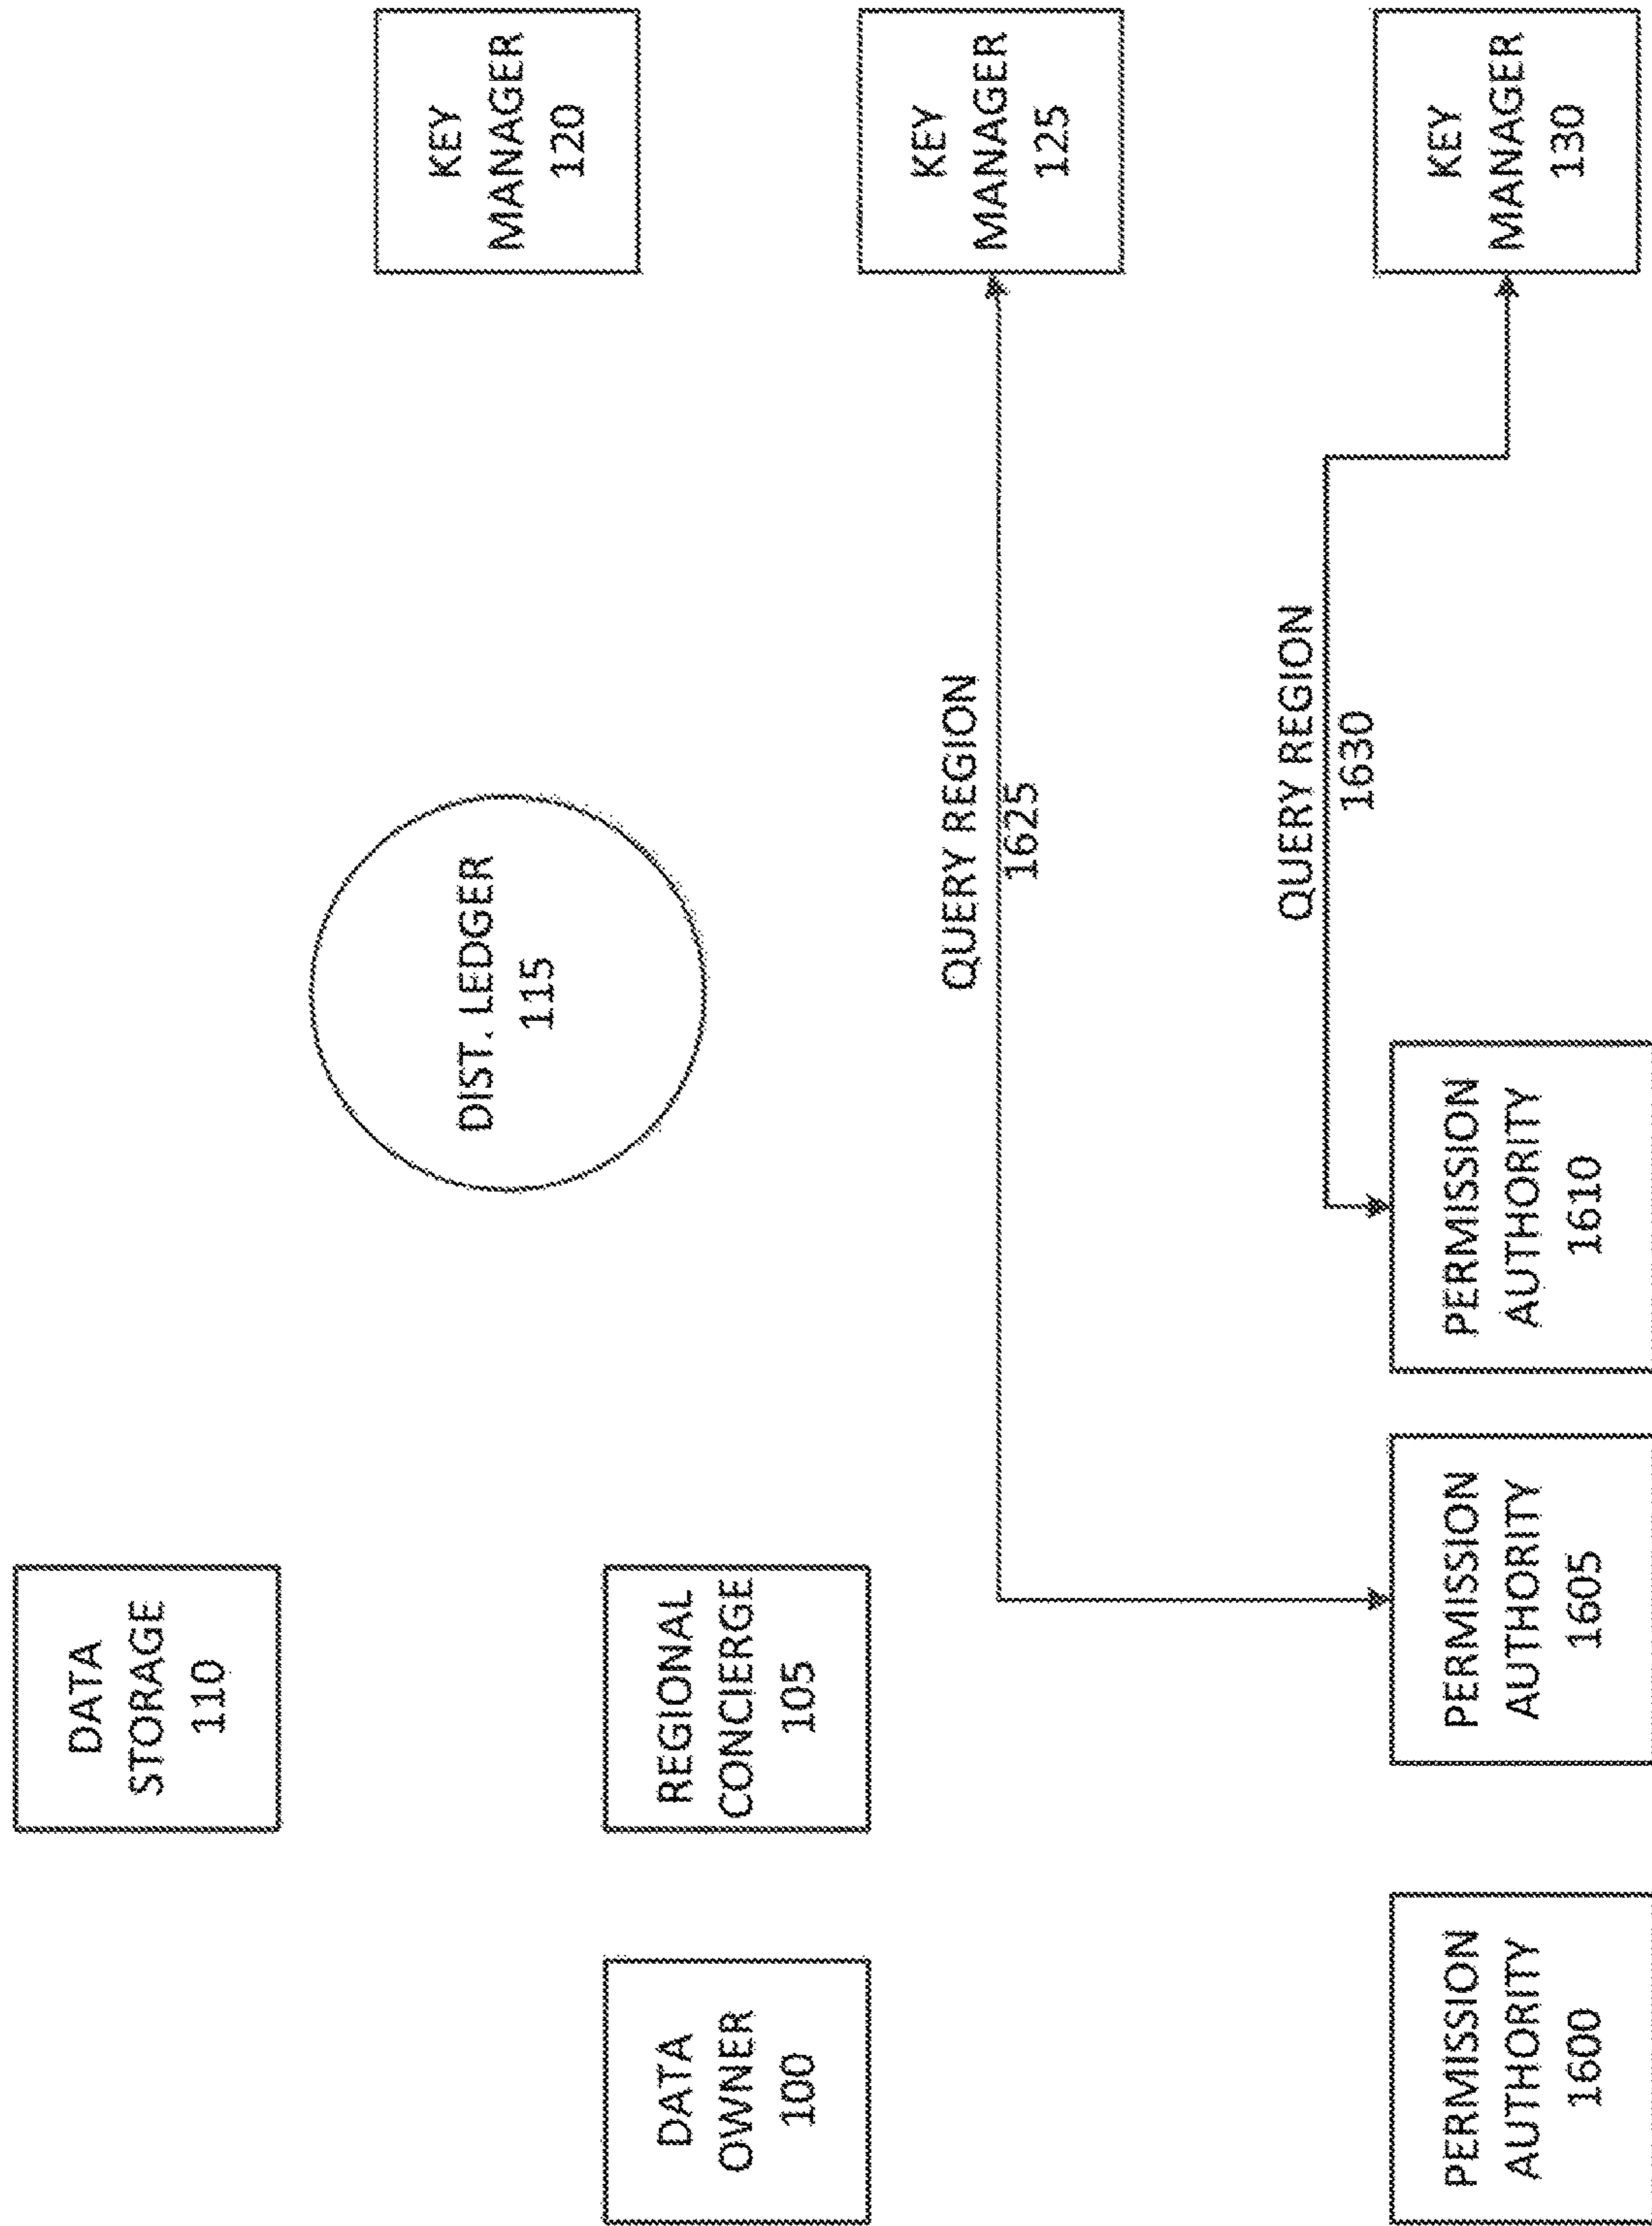 DATA
STORAGE
110
KEY
MANAGER
120
DIST. LEDGER
115
DATA
OWNER
100
REGIONAL
CONCIERGE
105
KEY
MANAGER
125
QUERY REGION
1625
QUERY REGION
1630
KEY
MANAGER
130
PERMISSION
AUTHORITY
1600
PERMISSION
AUTHORITY
1605
PERMISSION
AUTHORITY
1610